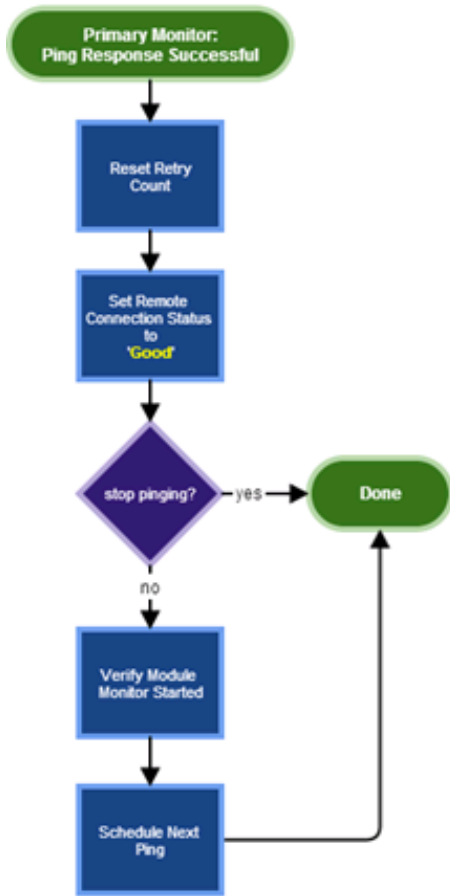 Primary Monitor:
Ping Response Successful
Reset Retry
Count
Set Remote
Connection Status
to
'Good'
stop pinging?
yes
Done
no
Verify Module
Monitor Started
Schedule Next
Ping